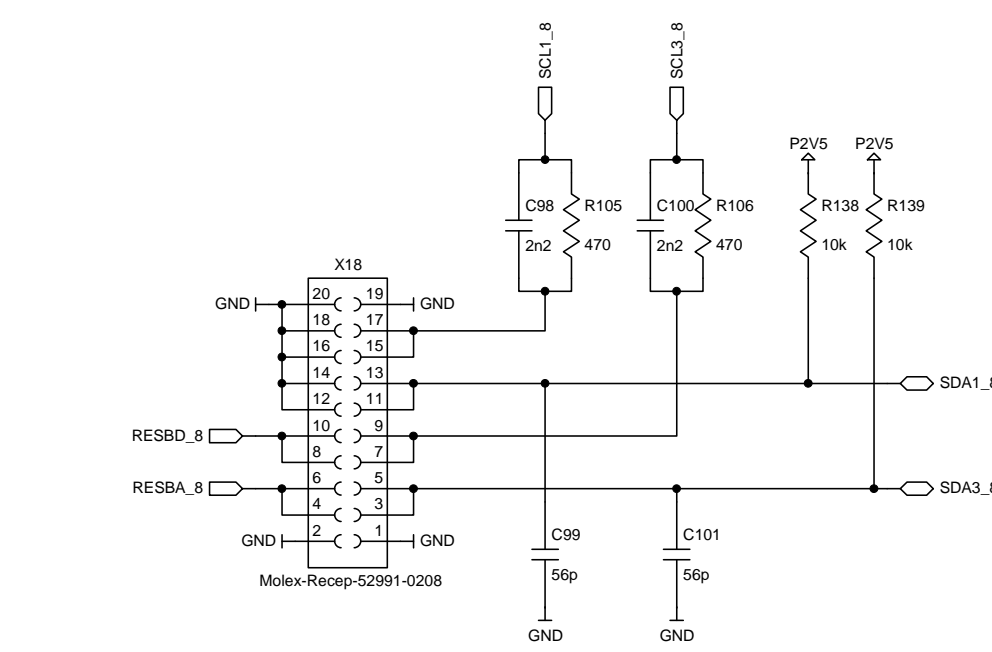 SCL1_8
SCL3_8
P2V5 P2V5
C98 R105 C100 R106 R138 R139
2n2 470 2n2 470 10k 10k
X18
GND 20 19 GND
18 17
16 15
14 13 SDA1_8
12 11
RESBD_8 10 9
8 7
RESBA_8 6 5 SDA3_8
4 3
GND 2 1 GND
C99 C101
56p 56p
Molex-Recep-52991-0208
GND GND